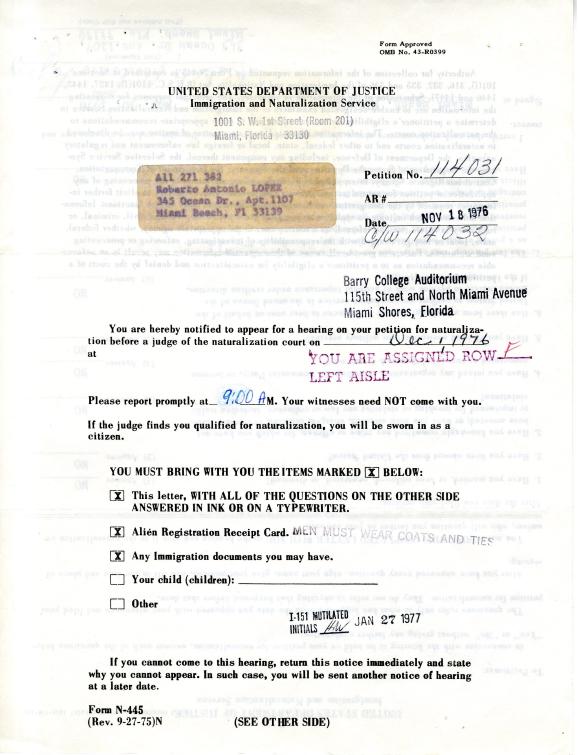 Form Approved
OMB No. 43-R0399
UNITED STATES DEPARTMENT OF JUSTICE
Immigration and Naturalization Service
1001 S. W. 1st Street (Room 201)
Miami, Florida 33130
A11 271 382
Roberto Antonio LOPEZ
345 Ocean Dr., Apt.1107
Miami Beach, Fl 33139
Petition No. 114031
AR #
Date NOV 18 1976
C/W 114032
Barry College Auditorium
115th Street and North Miami Avenue
Miami Shores, Florida
You are hereby notified to appear for a hearing on your petition for naturaliza-
tion before a judge of the naturalization court on Dec 1, 1976
at
YOU ARE ASSIGNED ROW F
LEFT AISLE
Please report promptly at 9:00 AM. Your witnesses need NOT come with you.
If the judge finds you qualified for naturalization, you will be sworn in as a
citizen.
YOU MUST BRING WITH YOU THE ITEMS MARKED X BELOW:
X This letter, WITH ALL OF THE QUESTIONS ON THE OTHER SIDE
ANSWERED IN INK OR ON A TYPEWRITER.
X Alien Registration Receipt Card. MEN MUST WEAR COATS AND TIES
X Any Immigration documents you may have.
Your child (children):
Other
I-151 MUTILATED
INITIALS HW JAN 27 1977
If you cannot come to this hearing, return this notice immediately and state
why you cannot appear. In such case, you will be sent another notice of hearing
at a later date.
Form N-445
(Rev. 9-27-75)N (SEE OTHER SIDE)